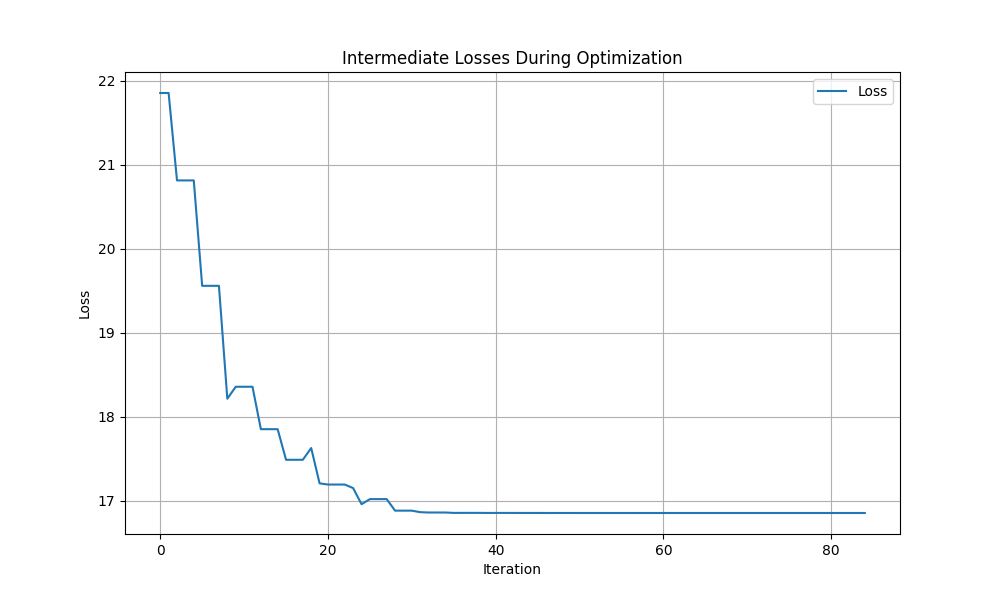 Intermediate Losses During Optimization
22
21
20
19
18
17
Loss
Loss
0
20
40
60
80
Iteration